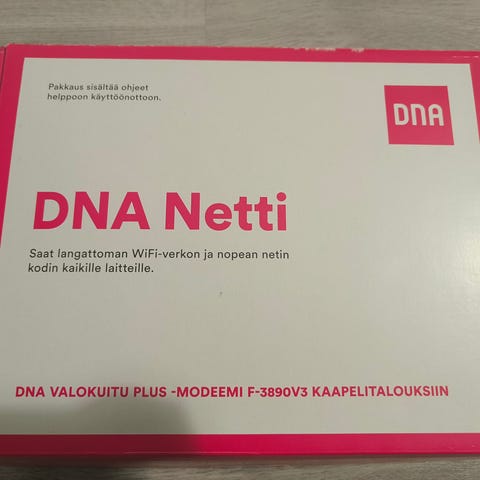 Pakkaus sisältää ohjeet
helppoon käyttöönottoon.
DNA
DNA Netti
Saat langattoman WiFi-verkon ja nopean netin
kodin kaikille laitteille.
DNA VALOKUITU PLUS -MODEEMI F-3890V3 KAAPELITALOUKSIIN